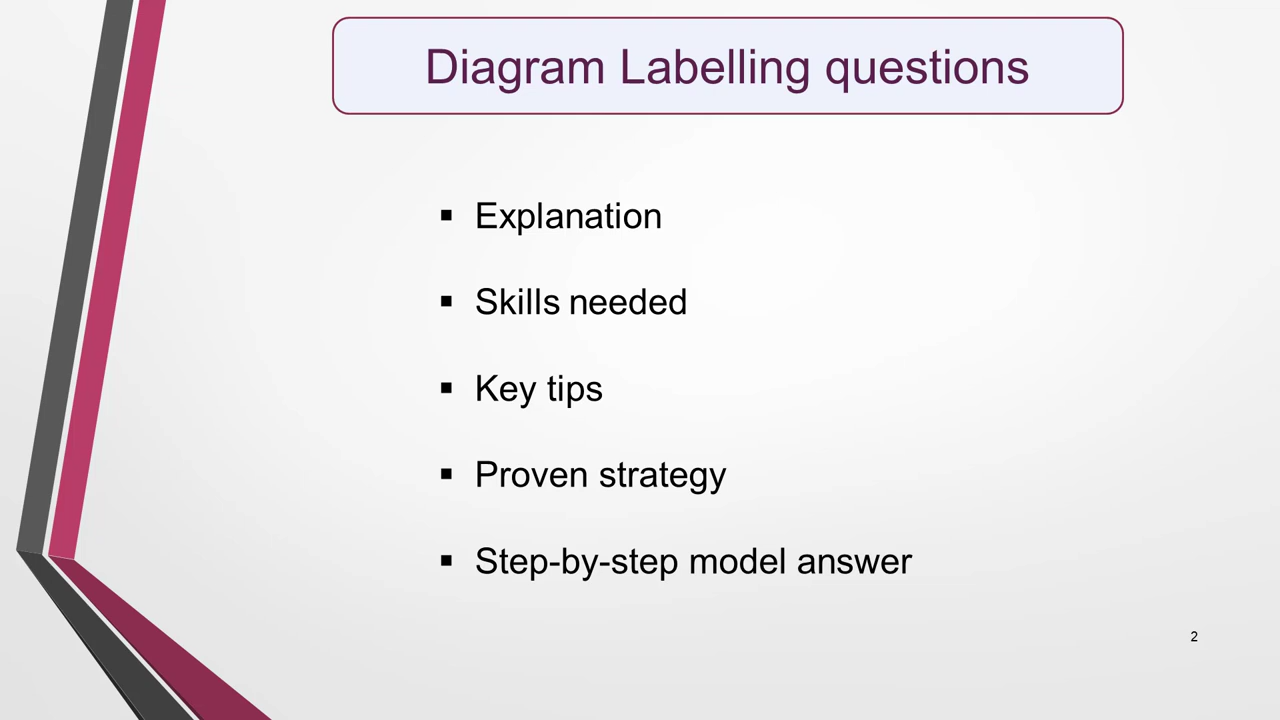 Diagram Labelling questions
▪ Explanation
▪ Skills needed
▪ Key tips
▪ Proven strategy
▪ Step-by-step model answer
2